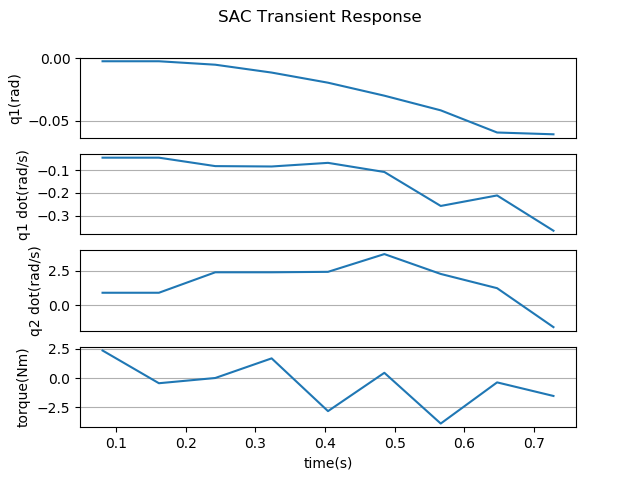 SAC Transient Response
0.00
−0.05
q1(rad)
−0.1
−0.2
−0.3
q1 dot(rad/s)
2.5
0.0
q2 dot(rad/s)
2.5
0.0
−2.5
torque(Nm)
0.1 0.2 0.3 0.4 0.5 0.6 0.7
time(s)